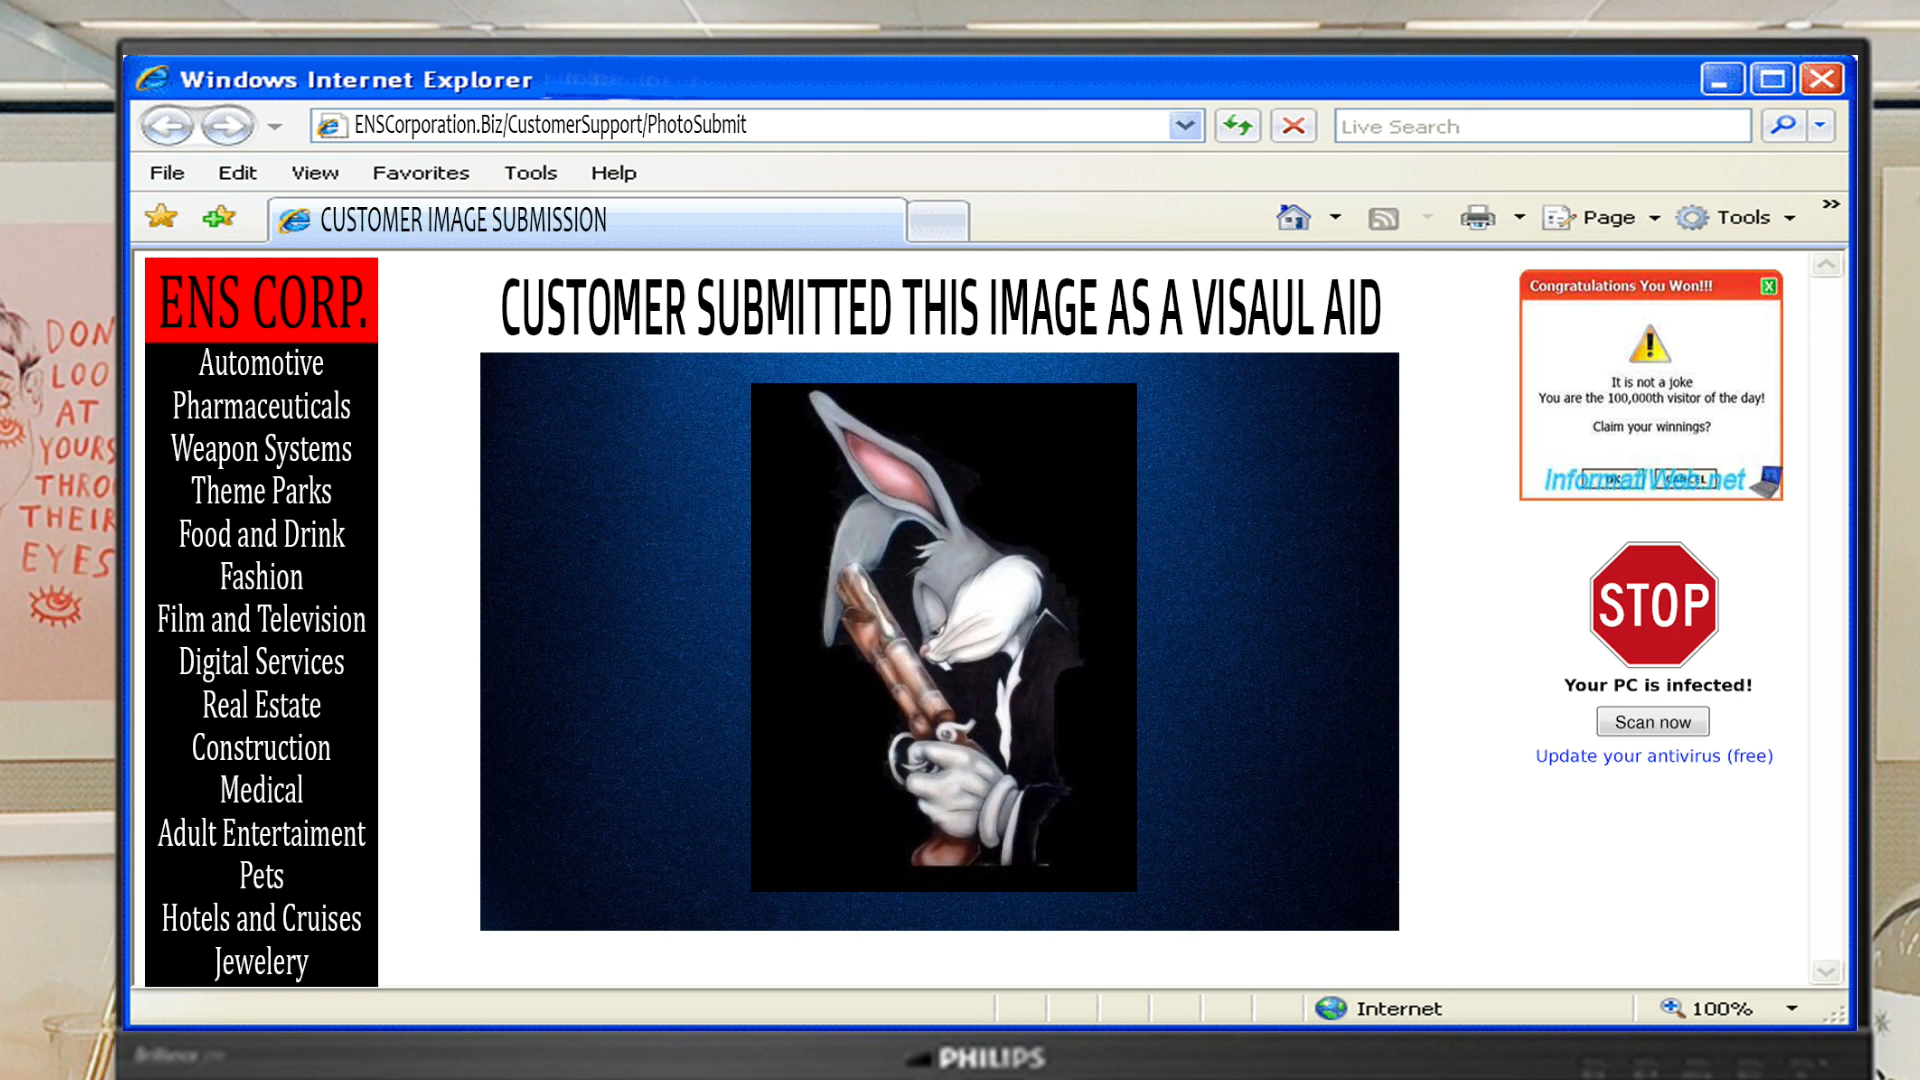 Windows Internet Explorer
ENSCorporation.Biz/CustomerSupport/PhotoSubmit
Live Search
File Edit View Favorites Tools Help
CUSTOMER IMAGE SUBMISSION
Page Tools
ENS CORP.
Automotive
Pharmaceuticals
Weapon Systems
Theme Parks
Food and Drink
Fashion
Film and Television
Digital Services
Real Estate
Construction
Medical
Adult Entertaiment
Pets
Hotels and Cruises
Jewelery
CUSTOMER SUBMITTED THIS IMAGE AS A VISAUL AID
Congratulations You Won!!!
It is not a joke
You are the 100,000th visitor of the day!
Claim your winnings?
InformatiWeb.net
STOP
Your PC is infected!
Scan now
Update your antivirus (free)
Internet
100%
PHILIPS
LOO
AT
YOURS
THRO
THEIR
EYES